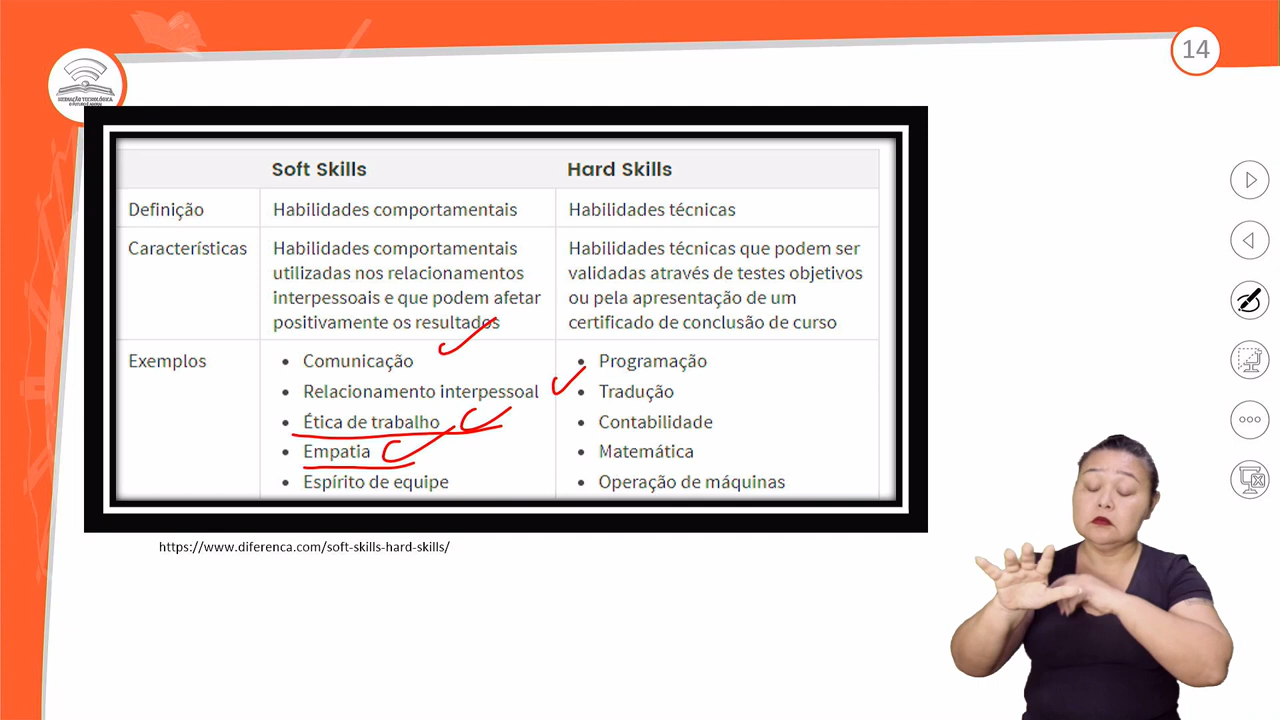 14
MEDIAÇÃO TECNOLÓGICA
Soft Skills Hard Skills
Definição Habilidades comportamentais Habilidades técnicas
Características Habilidades comportamentais Habilidades técnicas que podem ser
utilizadas nos relacionamentos validadas através de testes objetivos
interpessoais e que podem afetar ou pela apresentação de um
positivamente os resultados certificado de conclusão de curso
Exemplos • Comunicação • Programação
• Relacionamento interpessoal • Tradução
• Ética de trabalho • Contabilidade
• Empatia • Matemática
• Espírito de equipe • Operação de máquinas
https://www.diferenca.com/soft-skills-hard-skills/